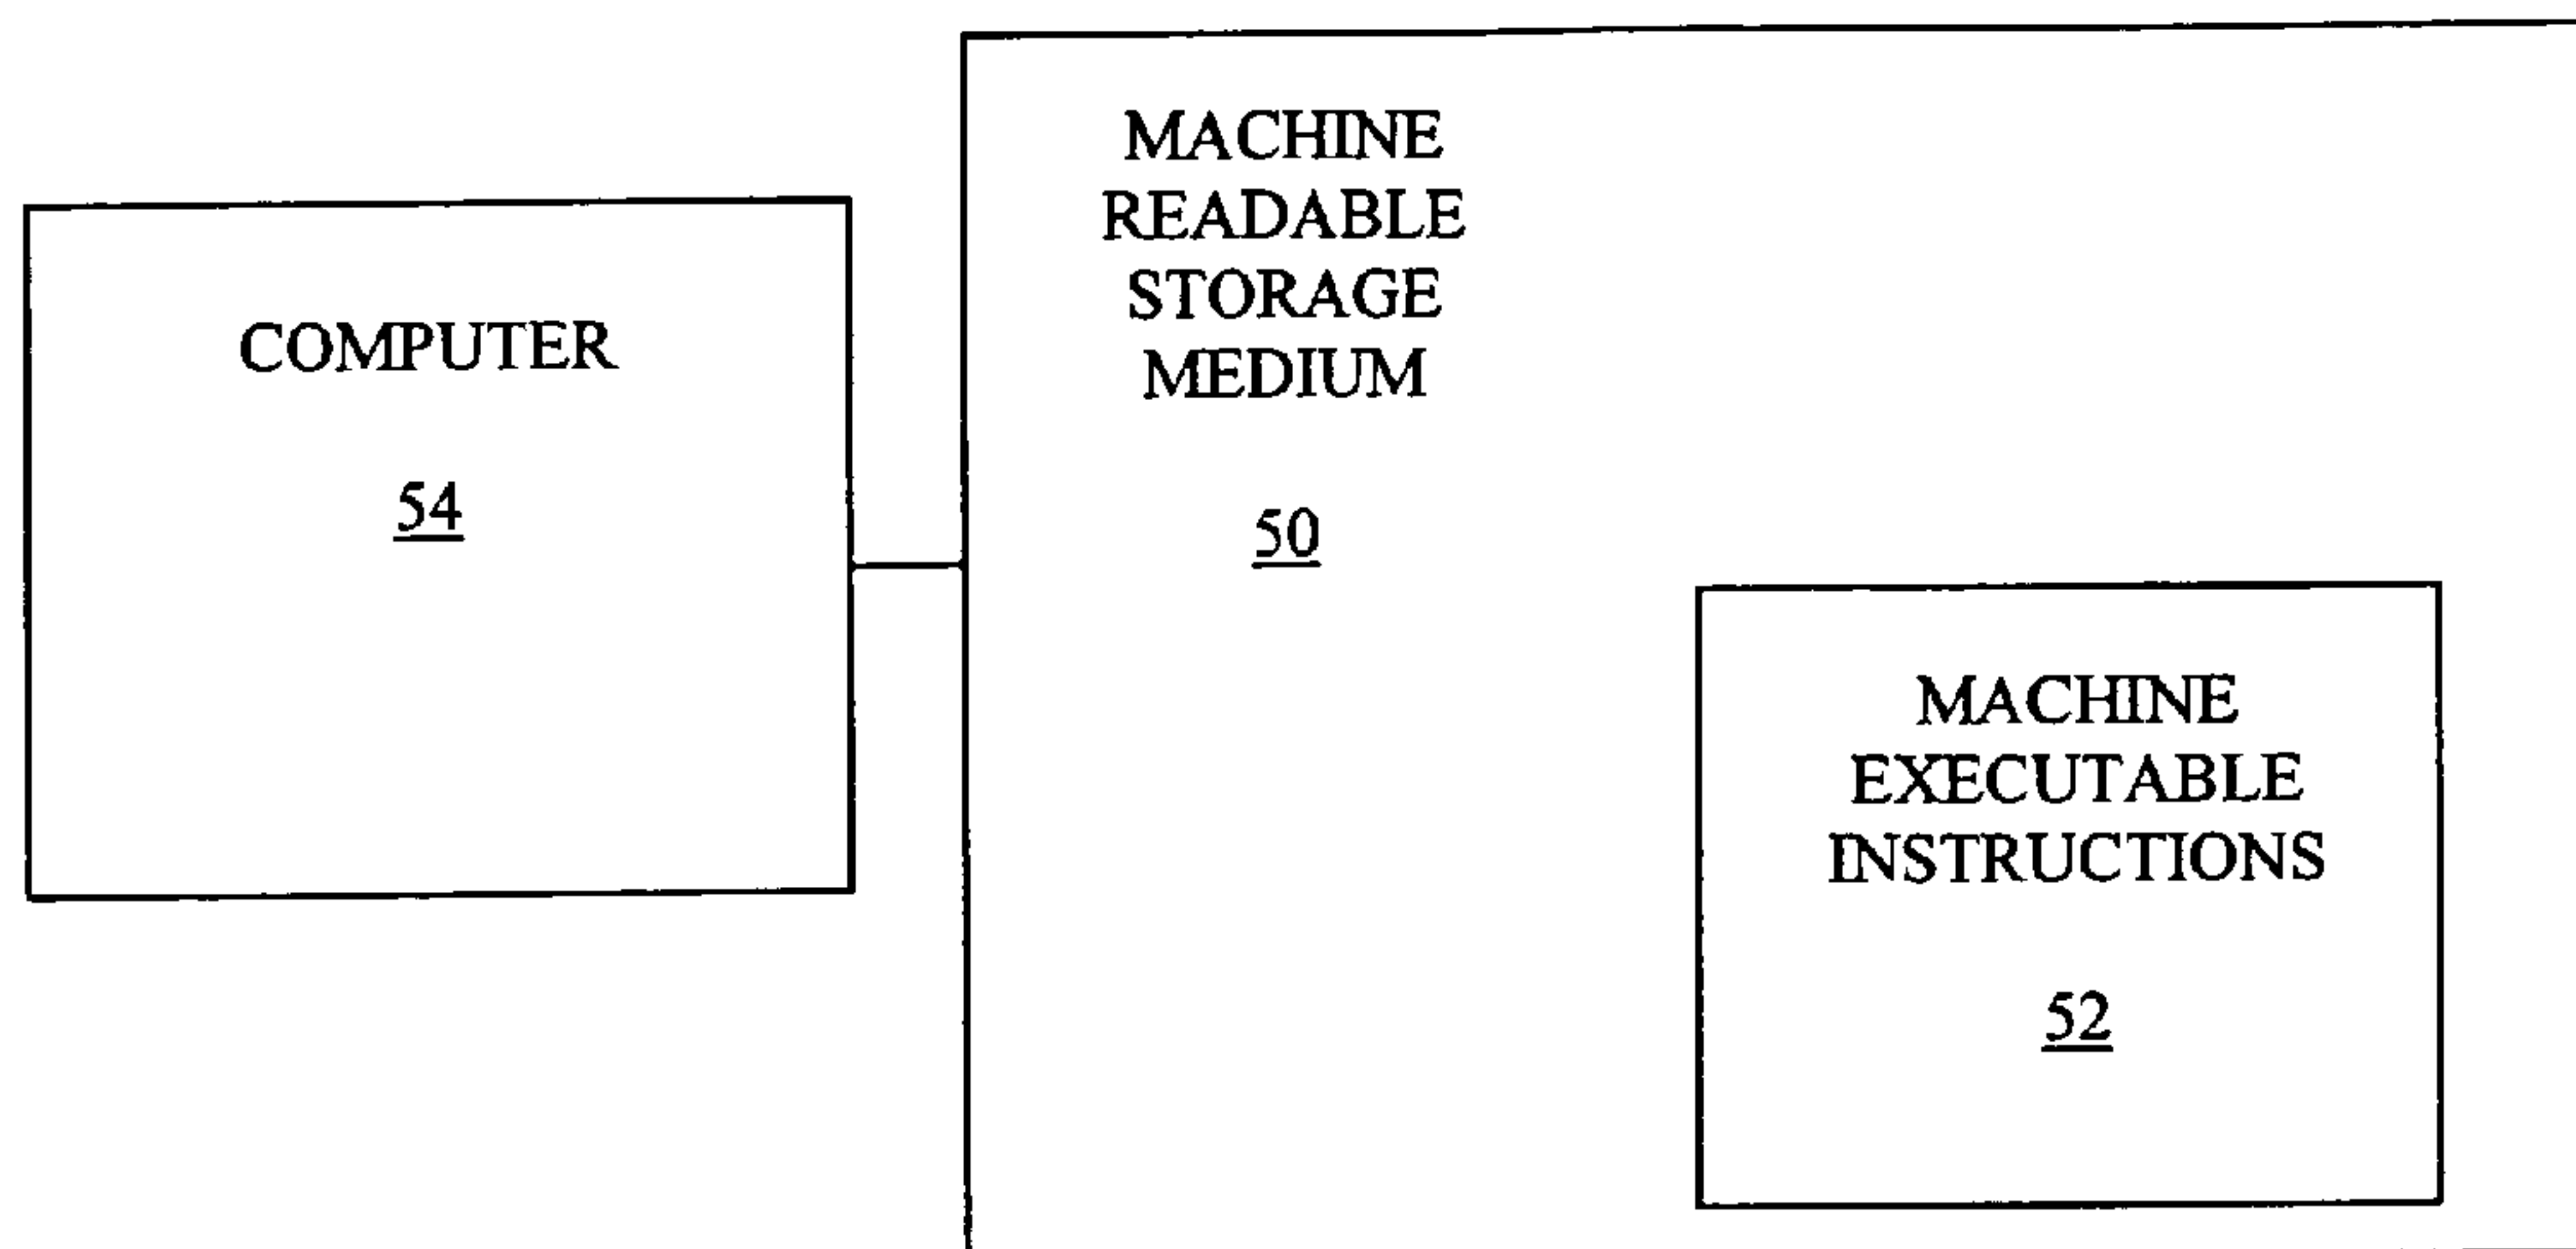 COMPUTER
54
MACHINE
READABLE
STORAGE
MEDIUM
50
MACHINE
EXECUTABLE
INSTRUCTIONS
52